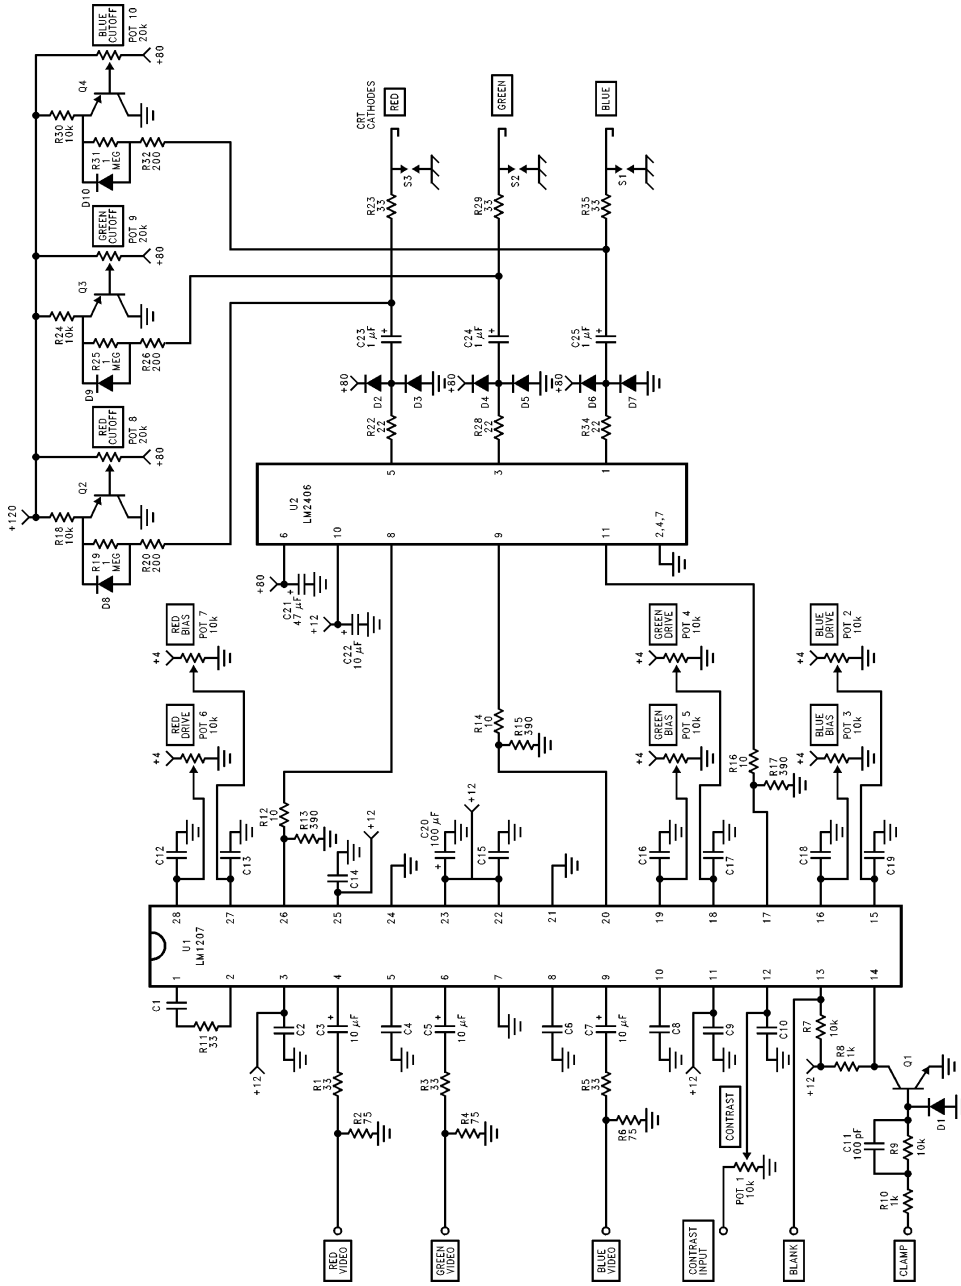 BLUE
CUTOFF
POT 10
20k
+80
Q4
R30
10k
R31
1
MEG
R32
200
D10
GREEN
CUTOFF
POT 9
20k
+80
Q3
R24
10k
R25
1
MEG
R26
200
D9
RED
CUTOFF
POT 8
20k
+80
Q2
+120
R18
10k
R19
1
MEG
R20
200
D8
CRT
CATHODES
RED
GREEN
BLUE
S3
S2
S1
R23
33
R29
33
R35
33
C23
1 µF
+
C24
1 µF
+
C25
1 µF
+
+80
D2
D3
+80
D4
D5
+80
D6
D7
R22
22
R28
22
R34
22
U2
LM2406
5
3
1
6
10
8
9
11
2,4,7
+80
C21
47 µF
+
+12
C22
10 µF
+
RED
BIAS
POT 7
10k
+4
RED
DRIVE
POT 6
10k
+4
GREEN
DRIVE
POT 4
10k
+4
GREEN
BIAS
POT 5
10k
+4
BLUE
DRIVE
POT 2
10k
+4
BLUE
BIAS
POT 3
10k
+4
R14
10
R15
390
R16
10
R17
390
R12
10
R13
390
C12
C13
C14
+12
C20
100 µF
+
+12
C15
C16
C17
C18
C19
28
27
26
25
24
23
22
21
20
19
18
17
16
15
U1
LM1207
1
2
3
4
5
6
7
8
9
10
11
12
13
14
C1
R11
33
C2
+12
C3
10 µF
+
C4
C5
10 µF
+
C6
C7
10 µF
+
C8
C9
+12
C10
R7
10k
+12
R8
1k
Q1
D1
C11
100 pF
R9
10k
R10
1k
R1
33
R2
75
R3
33
R4
75
R5
33
R6
75
CONTRAST
POT 1
10k
RED
VIDEO
GREEN
VIDEO
BLUE
VIDEO
CONTRAST
INPUT
BLANK
CLAMP